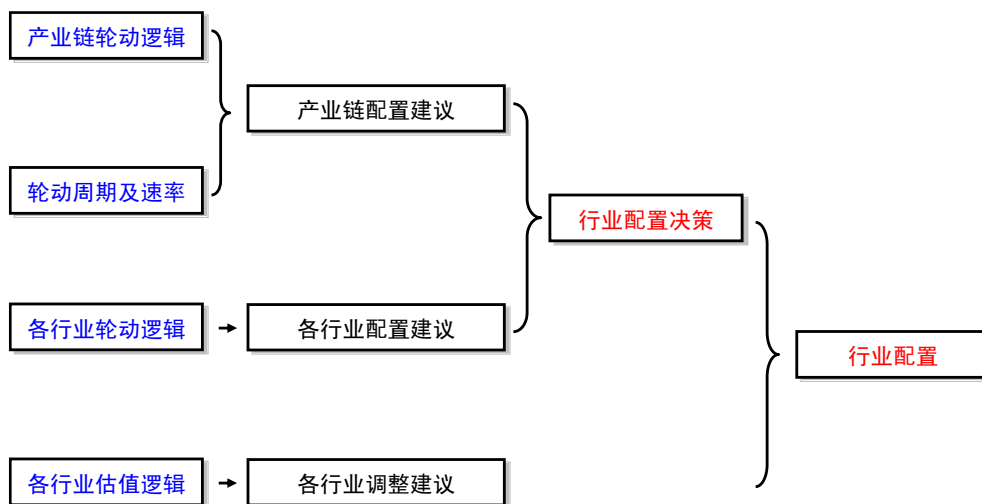 产业链轮动逻辑
产业链配置建议
轮动周期及速率
行业配置决策
各行业轮动逻辑
各行业配置建议
行业配置
各行业估值逻辑
各行业调整建议